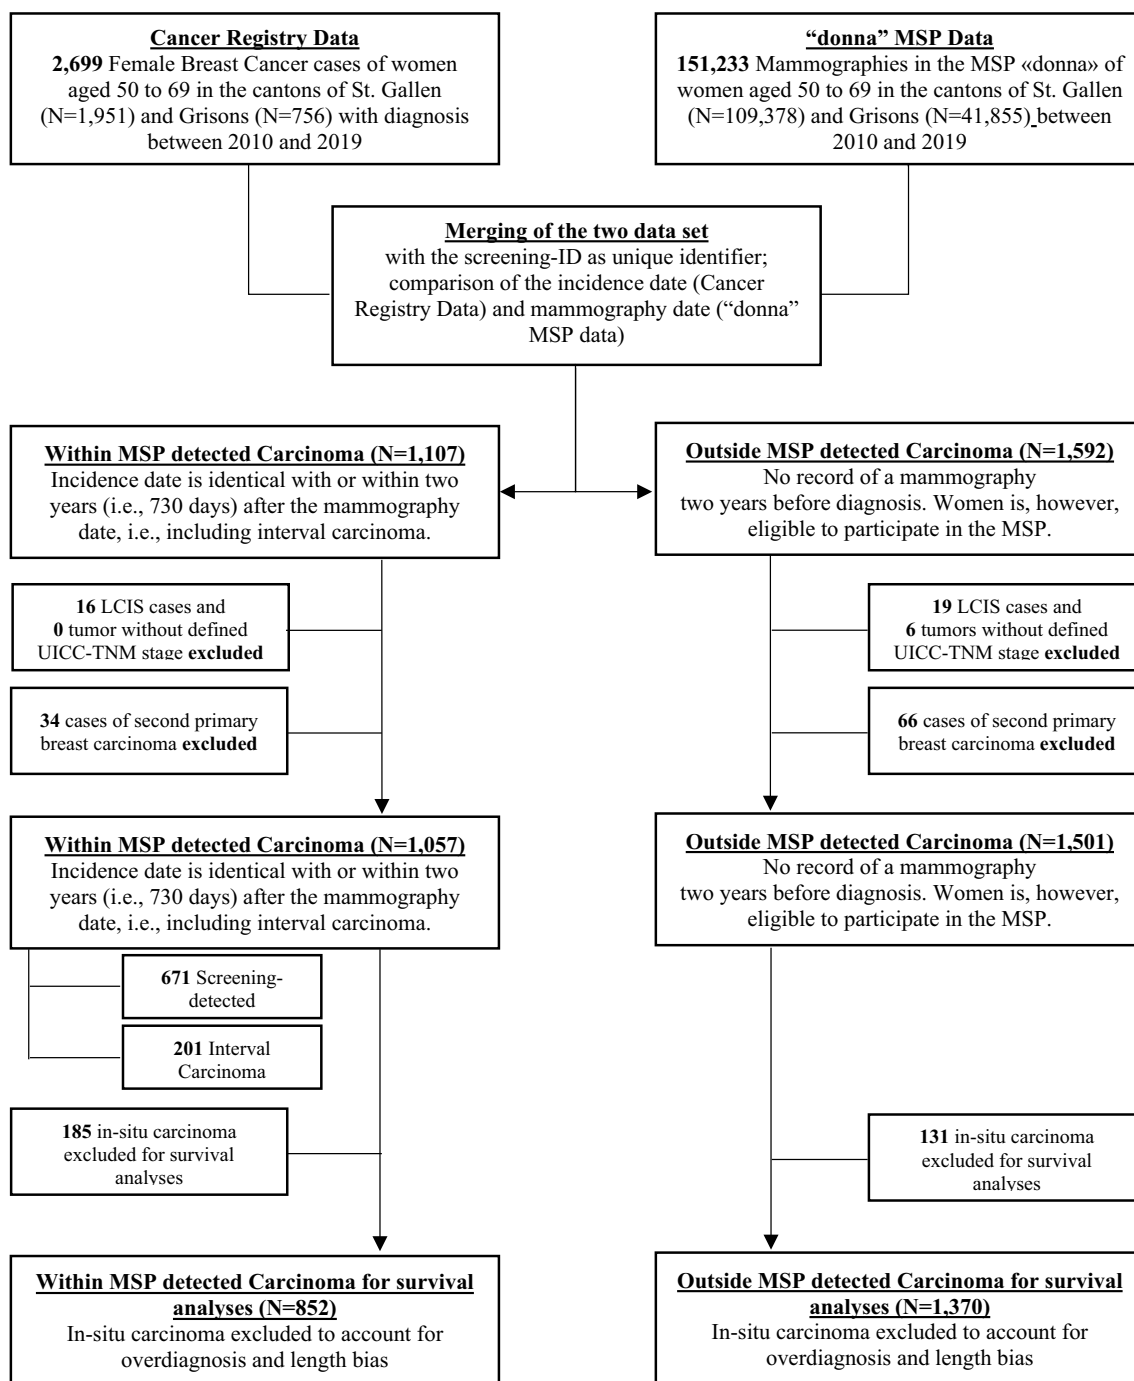 Cancer Registry Data
2,699 Female Breast Cancer cases of women
aged 50 to 69 in the cantons of St. Gallen
(N=1,951) and Grisons (N=756) with diagnosis
between 2010 and 2019
“donna” MSP Data
151,233 Mammographies in the MSP «donna» of
women aged 50 to 69 in the cantons of St. Gallen
(N=109,378) and Grisons (N=41,855) between
2010 and 2019
Merging of the two data set
with the screening-ID as unique identifier;
comparison of the incidence date (Cancer
Registry Data) and mammography date (“donna”
MSP data)
Within MSP detected Carcinoma (N=1,107)
Incidence date is identical with or within two
years (i.e., 730 days) after the mammography
date, i.e., including interval carcinoma.
Outside MSP detected Carcinoma (N=1,592)
No record of a mammography
two years before diagnosis. Women is, however,
eligible to participate in the MSP.
16 LCIS cases and
0 tumor without defined
UICC-TNM stage excluded
19 LCIS cases and
6 tumors without defined
UICC-TNM stage excluded
34 cases of second primary
breast carcinoma excluded
66 cases of second primary
breast carcinoma excluded
Within MSP detected Carcinoma (N=1,057)
Incidence date is identical with or within two
years (i.e., 730 days) after the mammography
date, i.e., including interval carcinoma.
Outside MSP detected Carcinoma (N=1,501)
No record of a mammography
two years before diagnosis. Women is, however,
eligible to participate in the MSP.
671 Screening-
detected
201 Interval
Carcinoma
185 in-situ carcinoma
excluded for survival
analyses
131 in-situ carcinoma
excluded for survival
analyses
Within MSP detected Carcinoma for survival
analyses (N=852)
In-situ carcinoma excluded to account for
overdiagnosis and length bias
Outside MSP detected Carcinoma for survival
analyses (N=1,370)
In-situ carcinoma excluded to account for
overdiagnosis and length bias